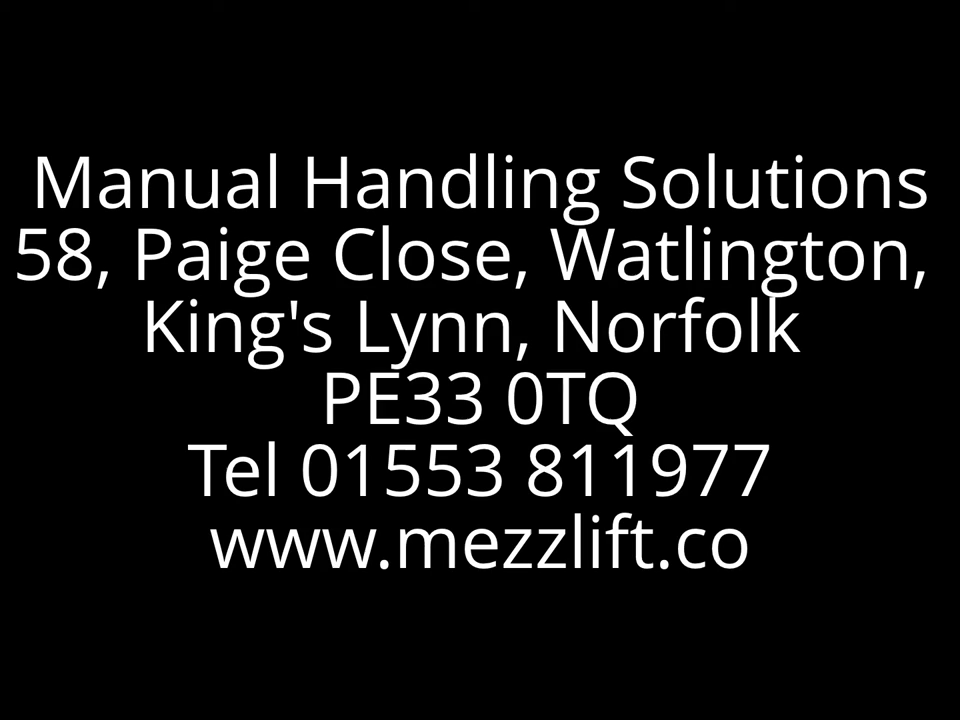 Manual Handling Solutions
58, Paige Close, Watlington,
King's Lynn, Norfolk
PE33 0TQ
Tel 01553 811977
www.mezzlift.co